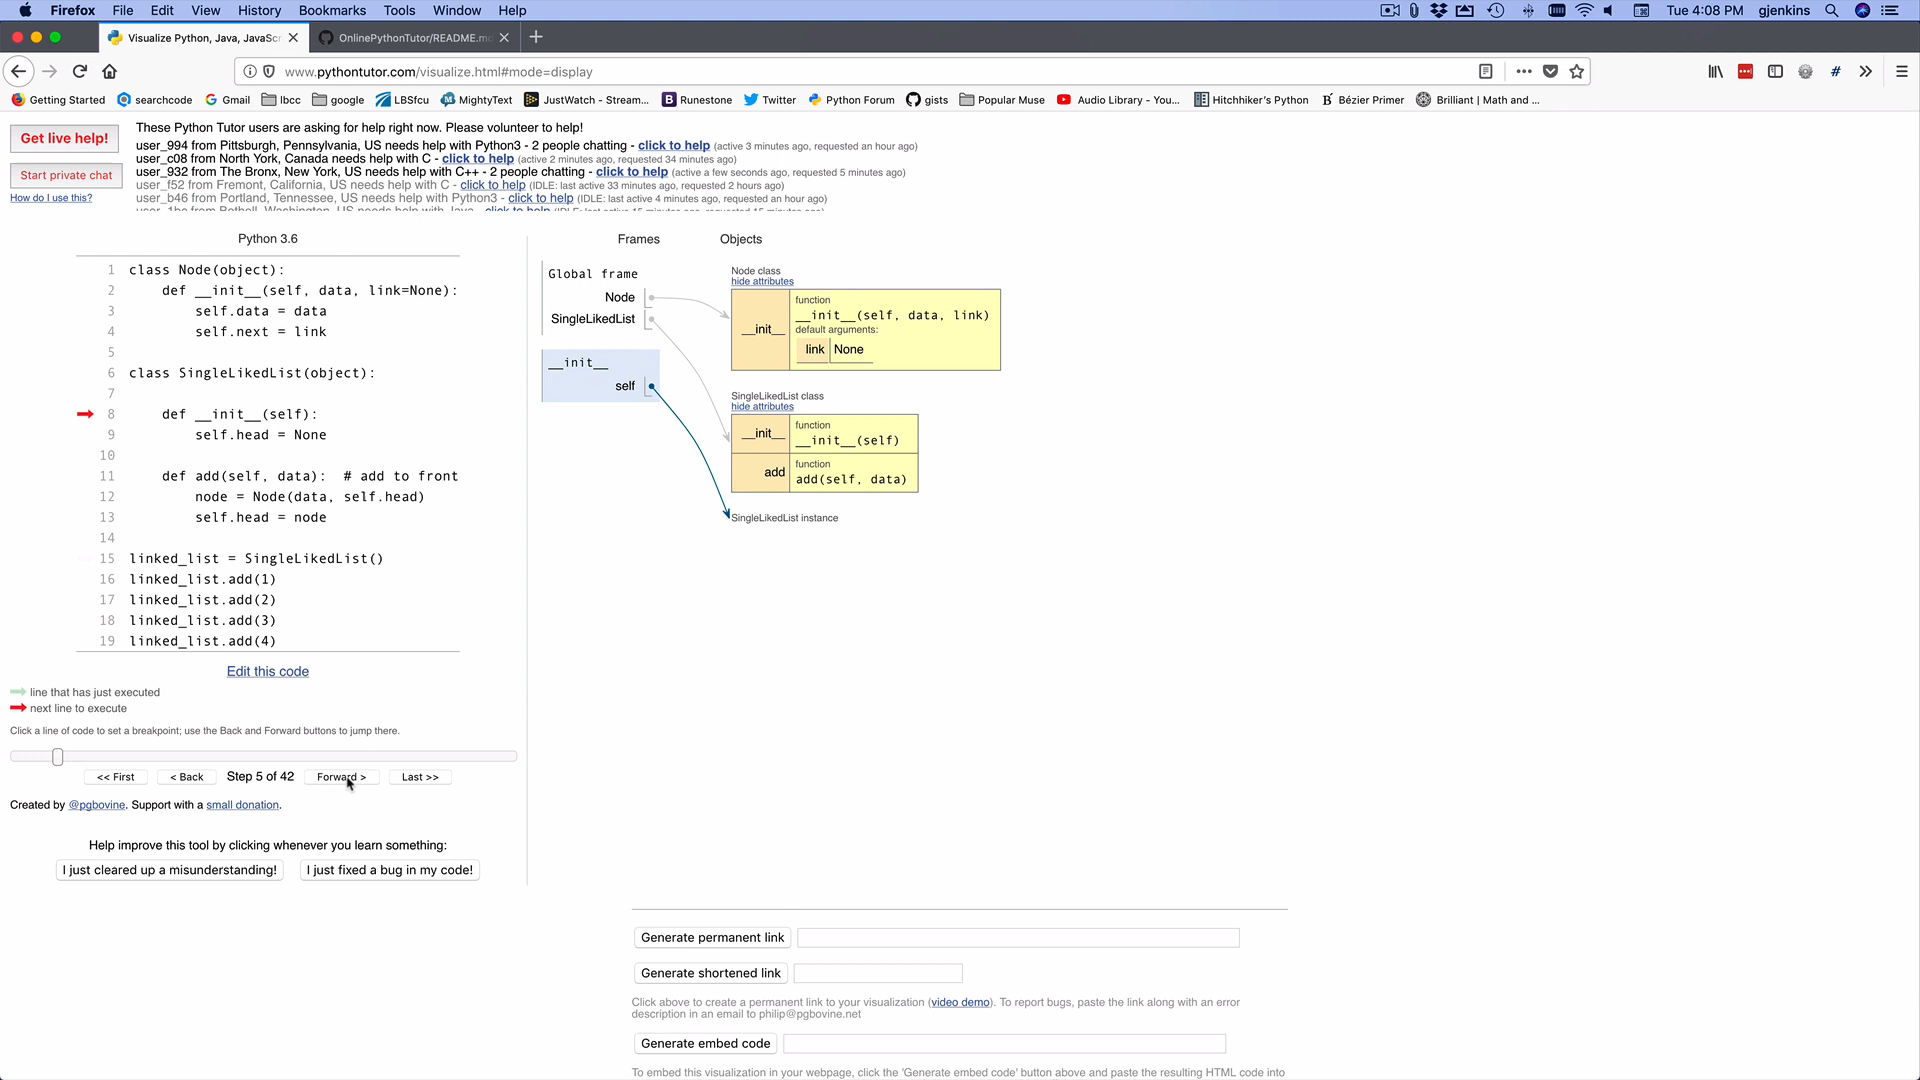 Firefox File Edit View History Bookmarks Tools Window Help
Tue 4:08 PM gjenkins
Visualize Python, Java, JavaScr
OnlinePythonTutor/README.md
www.pythontutor.com/visualize.html#mode=display
Getting Started searchcode Gmail lbcc google LBSfcu MightyText JustWatch - Stream... Runestone Twitter Python Forum gists Popular Muse Audio Library - You... Hitchhiker's Python Bézier Primer Brilliant | Math and ...
Get live help!
Start private chat
How do I use this?
These Python Tutor users are asking for help right now. Please volunteer to help!
user_994 from Pittsburgh, Pennsylvania, US needs help with Python3 - 2 people chatting - click to help (active 3 minutes ago, requested an hour ago)
user_c08 from North York, Canada needs help with C - click to help (active 2 minutes ago, requested 34 minutes ago)
user_932 from The Bronx, New York, US needs help with C++ - 2 people chatting - click to help (active a few seconds ago, requested 5 minutes ago)
user_f52 from Fremont, California, US needs help with C - click to help (IDLE: last active 33 minutes ago, requested 2 hours ago)
user_b46 from Portland, Tennessee, US needs help with Python3 - click to help (IDLE: last active 4 minutes ago, requested an hour ago)
Python 3.6
1 class Node(object):
2 def __init__(self, data, link=None):
3 self.data = data
4 self.next = link
5
6 class SingleLikedList(object):
7
8 def __init__(self):
9 self.head = None
10
11 def add(self, data): # add to front
12 node = Node(data, self.head)
13 self.head = node
14
15 linked_list = SingleLikedList()
16 linked_list.add(1)
17 linked_list.add(2)
18 linked_list.add(3)
19 linked_list.add(4)
Edit this code
line that has just executed
next line to execute
Click a line of code to set a breakpoint; use the Back and Forward buttons to jump there.
<< First < Back Step 5 of 42 Forward > Last >>
Created by @pgbovine. Support with a small donation.
Help improve this tool by clicking whenever you learn something:
I just cleared up a misunderstanding! I just fixed a bug in my code!
Frames Objects
Global frame
Node
SingleLikedList
__init__
self
Node class
hide attributes
__init__
function
__init__(self, data, link)
default arguments:
link None
SingleLikedList class
hide attributes
__init__
function
__init__(self)
add
function
add(self, data)
SingleLikedList instance
Generate permanent link
Generate shortened link
Click above to create a permanent link to your visualization (video demo). To report bugs, paste the link along with an error
description in an email to philip@pgbovine.net
Generate embed code
To embed this visualization in your webpage, click the 'Generate embed code' button above and paste the resulting HTML code into